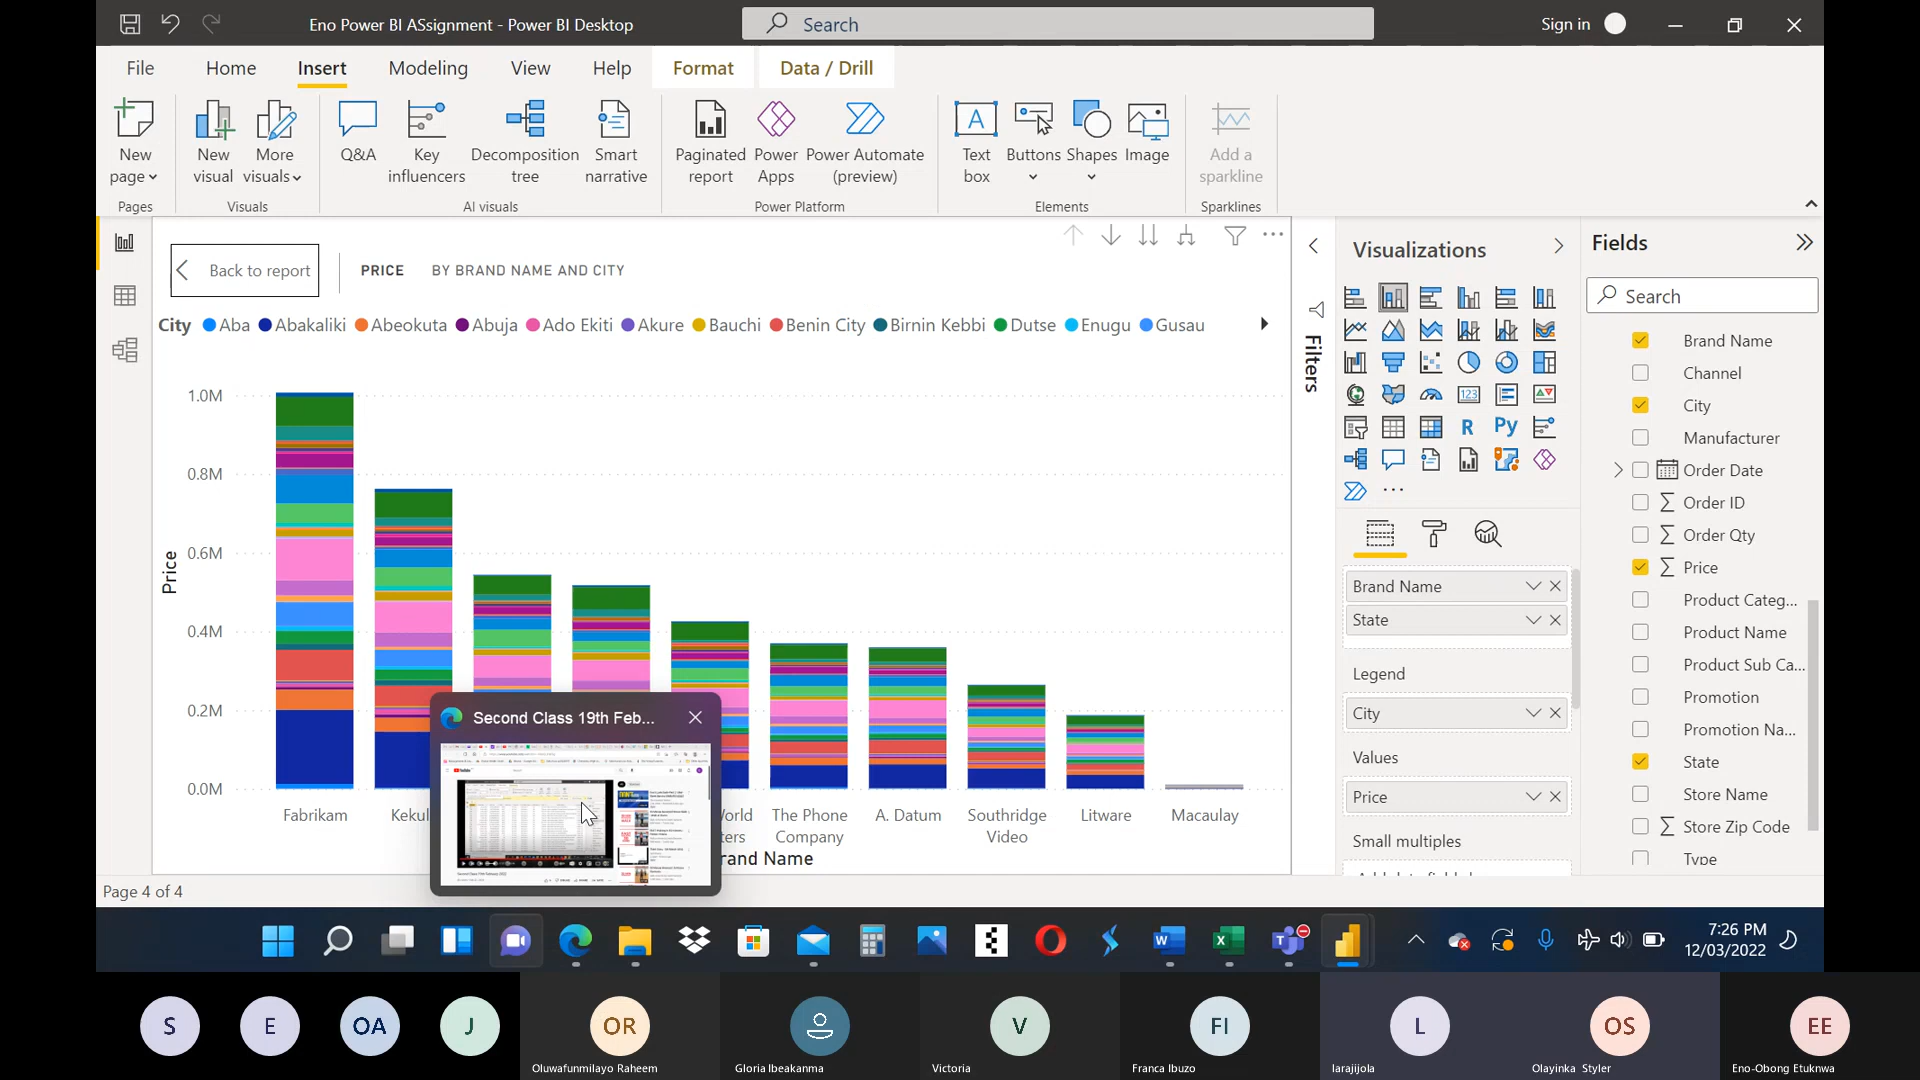 Eno Power BI ASsignment - Power BI Desktop
Search
Sign in
File Home Insert Modeling View Help Format Data / Drill
New page
New visual
More visuals
Q&A
Key influencers
Decomposition tree
Smart narrative
Paginated report
Power Apps
Power Automate (preview)
Text box
Buttons
Shapes
Image
Add a sparkline
Pages Visuals AI visuals Power Platform Elements Sparklines
Back to report
PRICE BY BRAND NAME AND CITY
City Aba Abakaliki Abeokuta Abuja Ado Ekiti Akure Bauchi Benin City Birnin Kebbi Dutse Enugu Gusau
Price
1.0M
0.8M
0.6M
0.4M
0.2M
0.0M
Fabrikam
The Phone Company
A. Datum
Southridge Video
Litware
Macaulay
Second Class 19th Feb...
Filters
Visualizations
R Py
123
Brand Name
State
Legend
City
Values
Price
Small multiples
Fields
Search
Brand Name
Channel
City
Manufacturer
Order Date
Order ID
Order Qty
Price
Product Categ...
Product Name
Product Sub Ca...
Promotion
Promotion Na...
State
Store Name
Store Zip Code
Type
Page 4 of 4
7:26 PM
12/03/2022
S E OA J OR V FI L OS EE
Oluwafunmilayo Raheem
Gloria Ibeakanma
Victoria
Franca Ibuzo
larajijola
Olayinka Styler
Eno-Obong Etuknwa